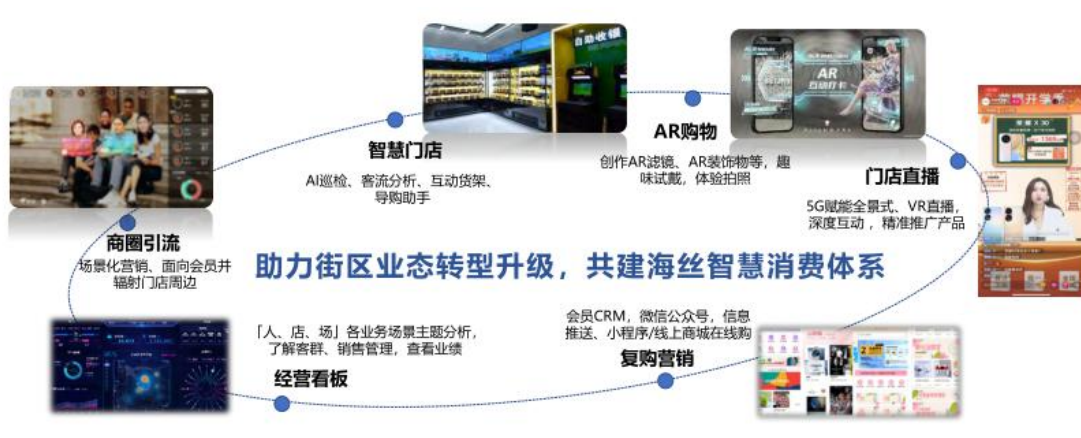 自助收银
AR
互动打卡
开学季
智慧门店
AI巡检、客流分析、互动货架、
导购助手
AR购物
创作AR滤镜、AR装饰物等，趣
味试戴，体验拍照
门店直播
5G赋能全景式、VR直播，
深度互动 ，精准推广产品
商圈引流
场景化营销、面向会员并
辐射门店周边
助力街区业态转型升级，共建海丝智慧消费体系
「人、店、场」各业务场景主题分析，
了解客群、销售管理，查看业绩
经营看板
会员CRM，微信公众号，信息
推送、小程序/线上商城在线购
复购营销